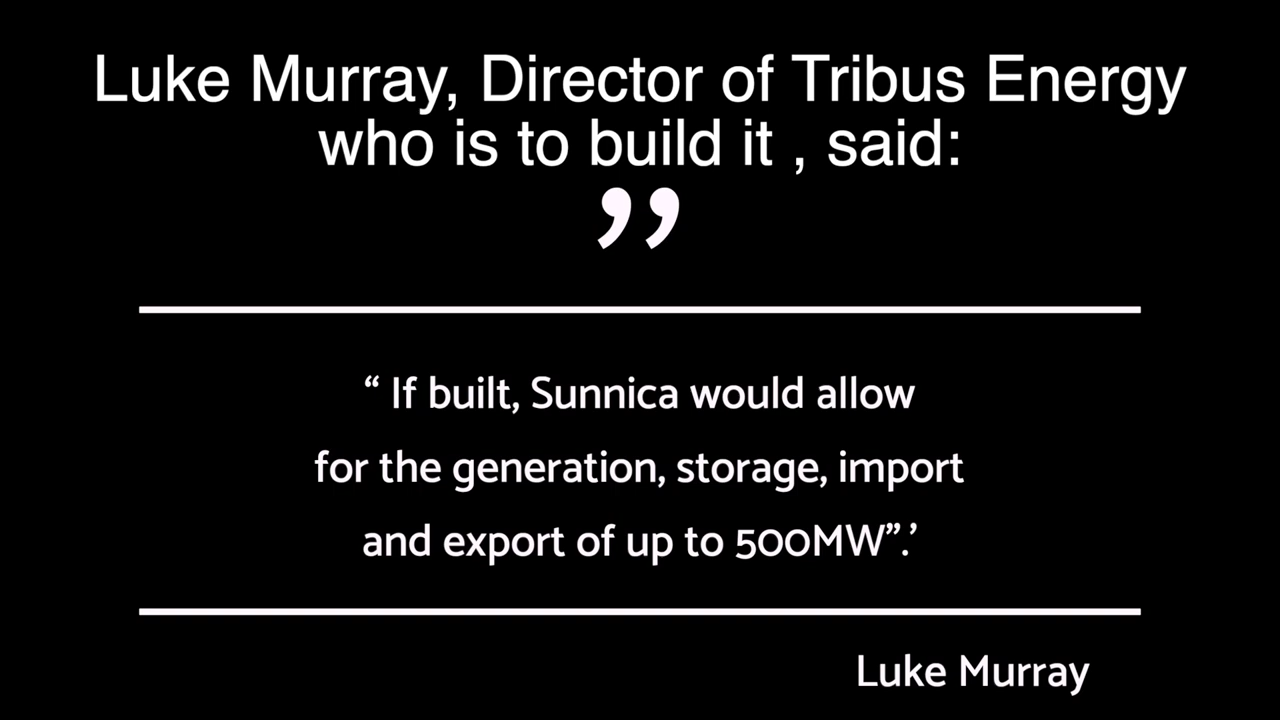 Luke Murray, Director of Tribus Energy
who is to build it , said:
”
“ If built, Sunnica would allow
for the generation, storage, import
and export of up to 500MW”.’
Luke Murray